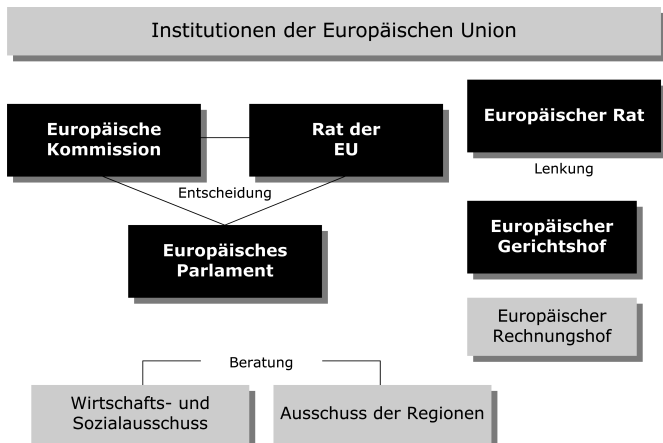 Institutionen der Europäischen Union
Europäische
Kommission
Rat der
EU
Europäischer Rat
Lenkung
Entscheidung
Europäisches
Parlament
Europäischer
Gerichtshof
Europäischer
Rechnungshof
Beratung
Wirtschafts- und
Sozialausschuss
Ausschuss der Regionen